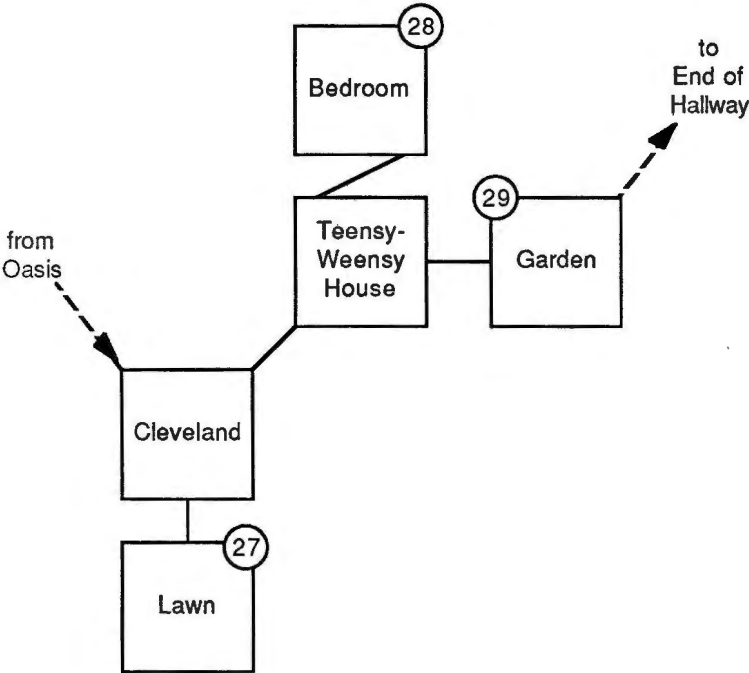 28
Bedroom
to
End of
Hallway
29
Teensy-
Weensy
House
Garden
from
Oasis
Cleveland
27
Lawn